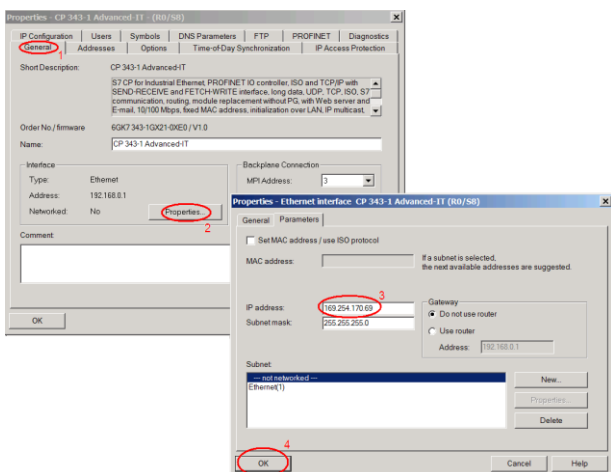 Properties - CP 343-1 Advanced-IT - (R0/S8)
IP Configuration Users Symbols DNS Parameters FTP PROFINET Diagnostics
General Addresses Options Time-of-Day Synchronization IP Access Protection
1
Short Description: CP 343-1 Advanced-IT
S7 CP for Industrial Ethernet, PROFINET IO controller, ISO and TCP/IP with
SEND-RECEIVE and FETCH-WRITE interface, long data, UDP, TCP, ISO, S7
communication, routing, module replacement without PG, with Web server and
E-mail, 10/100 Mbps, fixed MAC address, initialization over LAN, IP multicast,
Order No./ firmware 6GK7 343-1GX21-0XE0 / V1.0
Name: CP 343-1 Advanced-IT
Interface
Type: Ethernet
Address: 192.168.0.1
Networked: No Properties...
2
Backplane Connection
MPI Address: 3
Comment:
OK
Properties - Ethernet interface CP 343-1 Advanced-IT (R0/S8)
General Parameters
Set MAC address / use ISO protocol
MAC address:
If a subnet is selected,
the next available addresses are suggested.
3
IP address: 169.254.170.69
Subnet mask: 255.255.255.0
Gateway
Do not use router
Use router
Address: 192.168.0.1
Subnet:
--- not networked ---
Ethernet(1)
New...
Properties...
Delete
4
OK Cancel Help